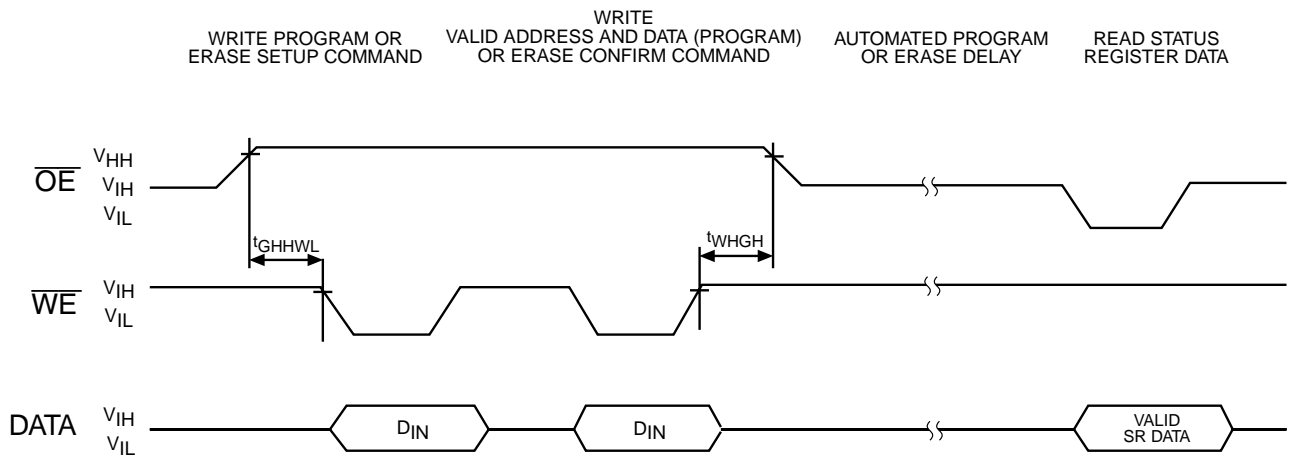 WRITE PROGRAM OR
ERASE SETUP COMMAND
WRITE
VALID ADDRESS AND DATA (PROGRAM)
OR ERASE CONFIRM COMMAND
AUTOMATED PROGRAM
OR ERASE DELAY
READ STATUS
REGISTER DATA
OE
VHH
VIH
VIL
tGHHWL
tWHGH
WE
VIH
VIL
DATA
VIH
VIL
DIN
DIN
VALID
SR DATA